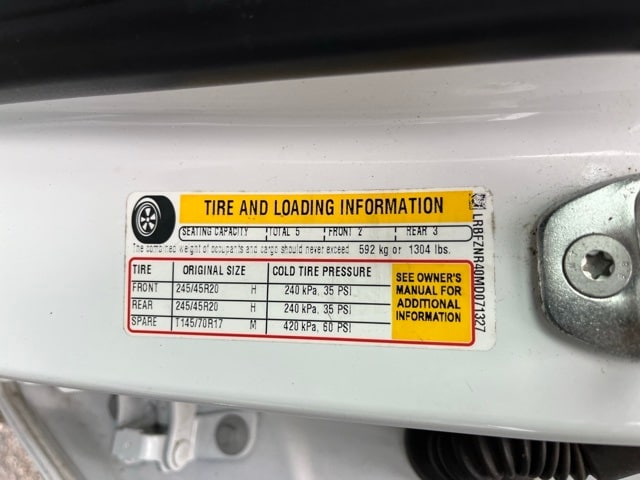 TIRE AND LOADING INFORMATION
SEATING CAPACITY TOTAL 5 FRONT 2 REAR 3
The combined weight of occupants and cargo should never exceed 592 kg or 1304 lbs.
TIRE ORIGINAL SIZE COLD TIRE PRESSURE
FRONT 245/45R20 H 240 kPa, 35 PSI
REAR 245/45R20 H 240 kPa, 35 PSI
SPARE T145/70R17 M 420 kPa, 60 PSI
SEE OWNER'S
MANUAL FOR
ADDITIONAL
INFORMATION
LRBFZNR40MD071327